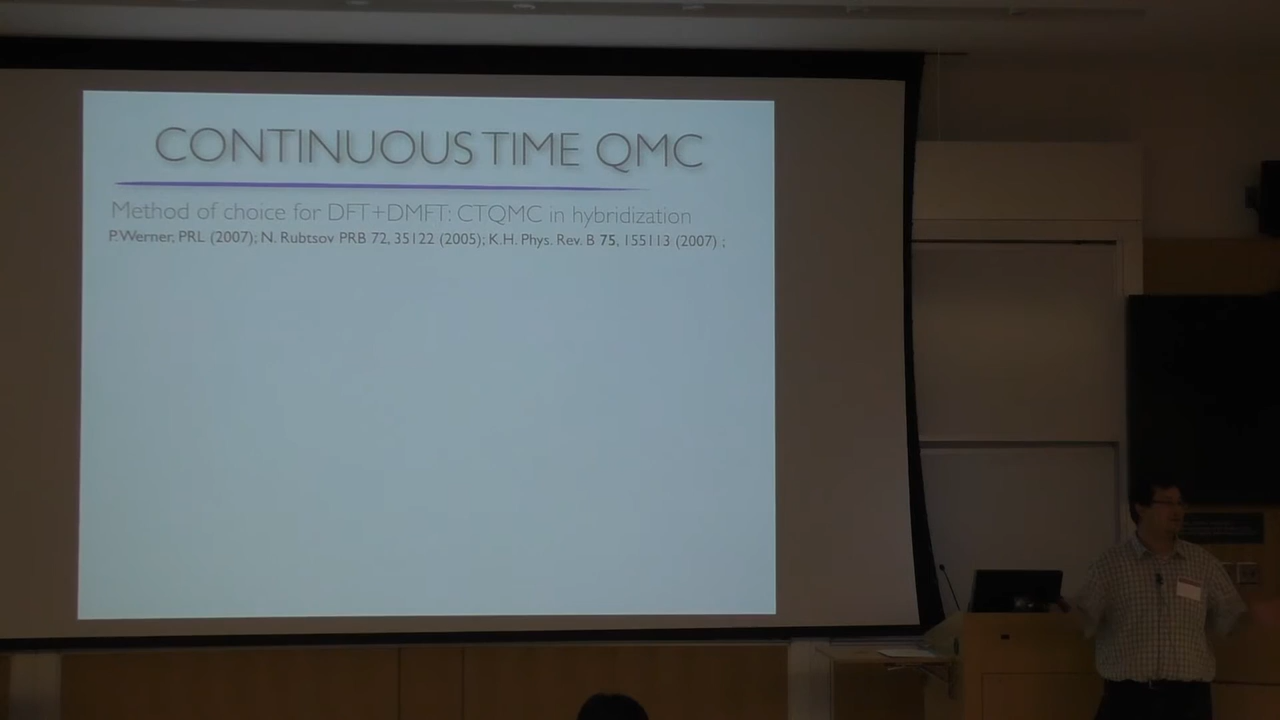 CONTINUOUS TIME QMC
Method of choice for DFT+DMFT: CTQMC in hybridization
P. Werner, PRL (2007); N. Rubtsov PRB 72, 35122 (2005); K.H. Phys. Rev. B 75, 155113 (2007) ;